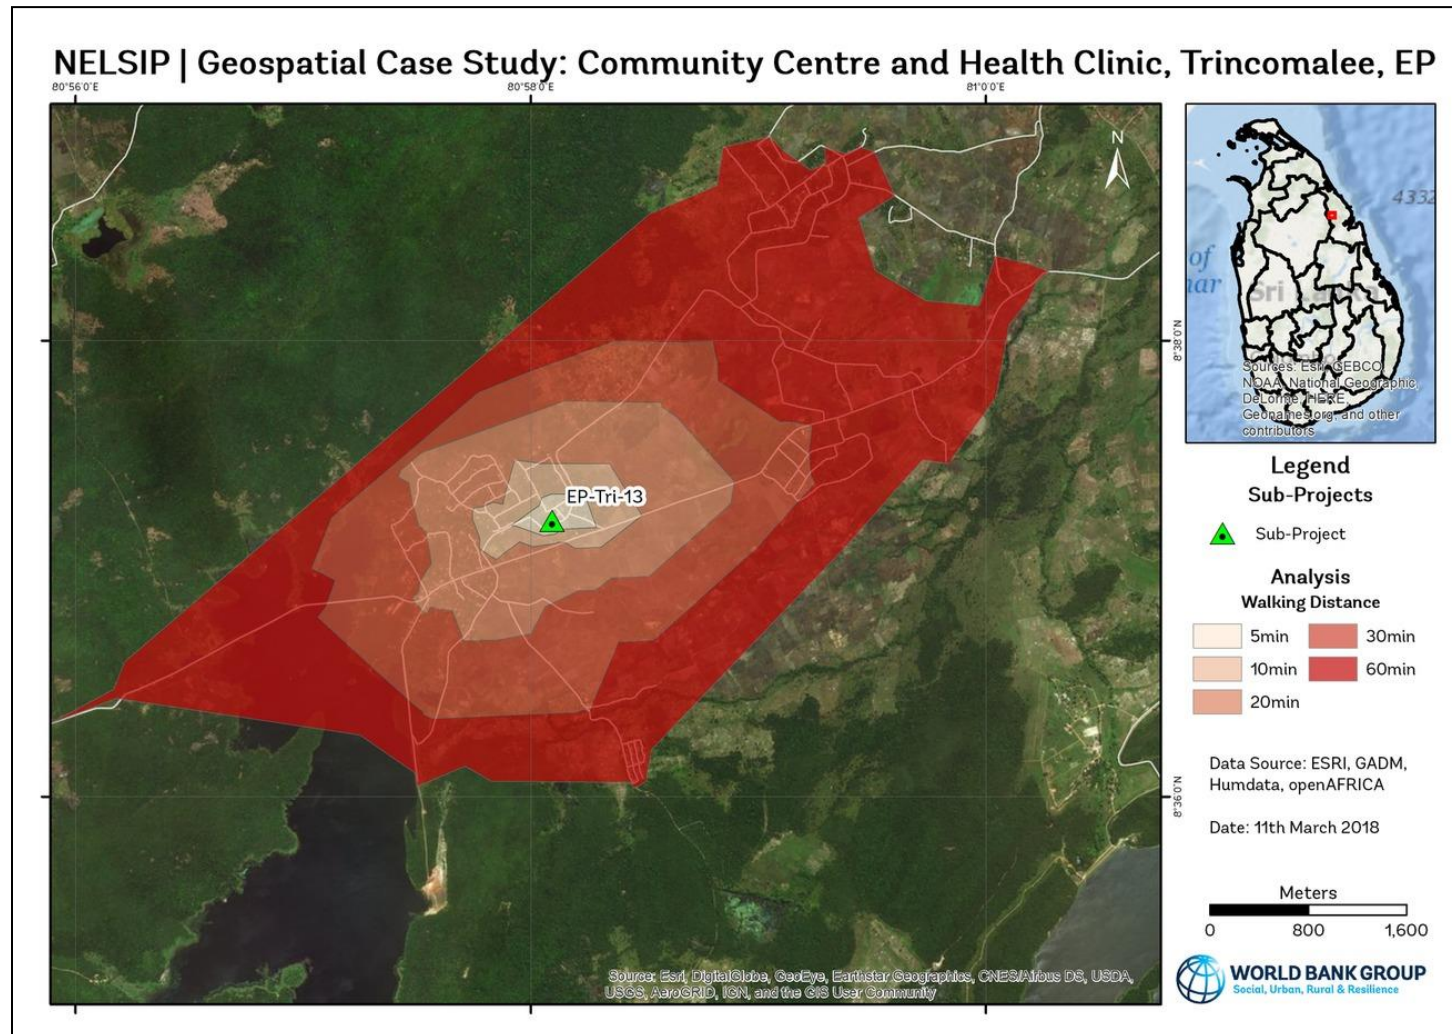 NELSIP | Geospatial Case Study: Community Centre and Health Clinic, Trincomalee, EP
80°56'0"E
80°58'0"E
81°0'0"E
N
8°38'0"N
8°36'0"N
EP-Tri-13
Source: Esri, DigitalGlobe, GeoEye, Earthstar Geographics, CNES/Airbus DS, USDA,
USGS, AeroGRID, IGN, and the GIS User Community
4332
of
nar
Sri
Sources: Esri, GEBCO,
NOAA, National Geographic,
DeLorme, HERE,
Geonames.org, and other
contributors
Legend
Sub-Projects
Sub-Project
Analysis
Walking Distance
5min
30min
10min
60min
20min
Data Source: ESRI, GADM,
Humdata, openAFRICA
Date: 11th March 2018
Meters
0 800 1,600
WORLD BANK GROUP
Social, Urban, Rural & Resilience